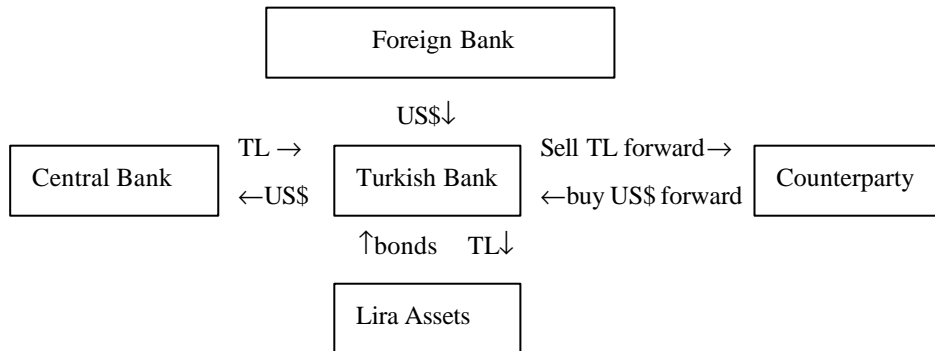 Foreign Bank
US$↓
TL → Sell TL forward→
Central Bank Turkish Bank Counterparty
←US$ ←buy US$ forward
↑bonds TL↓
Lira Assets